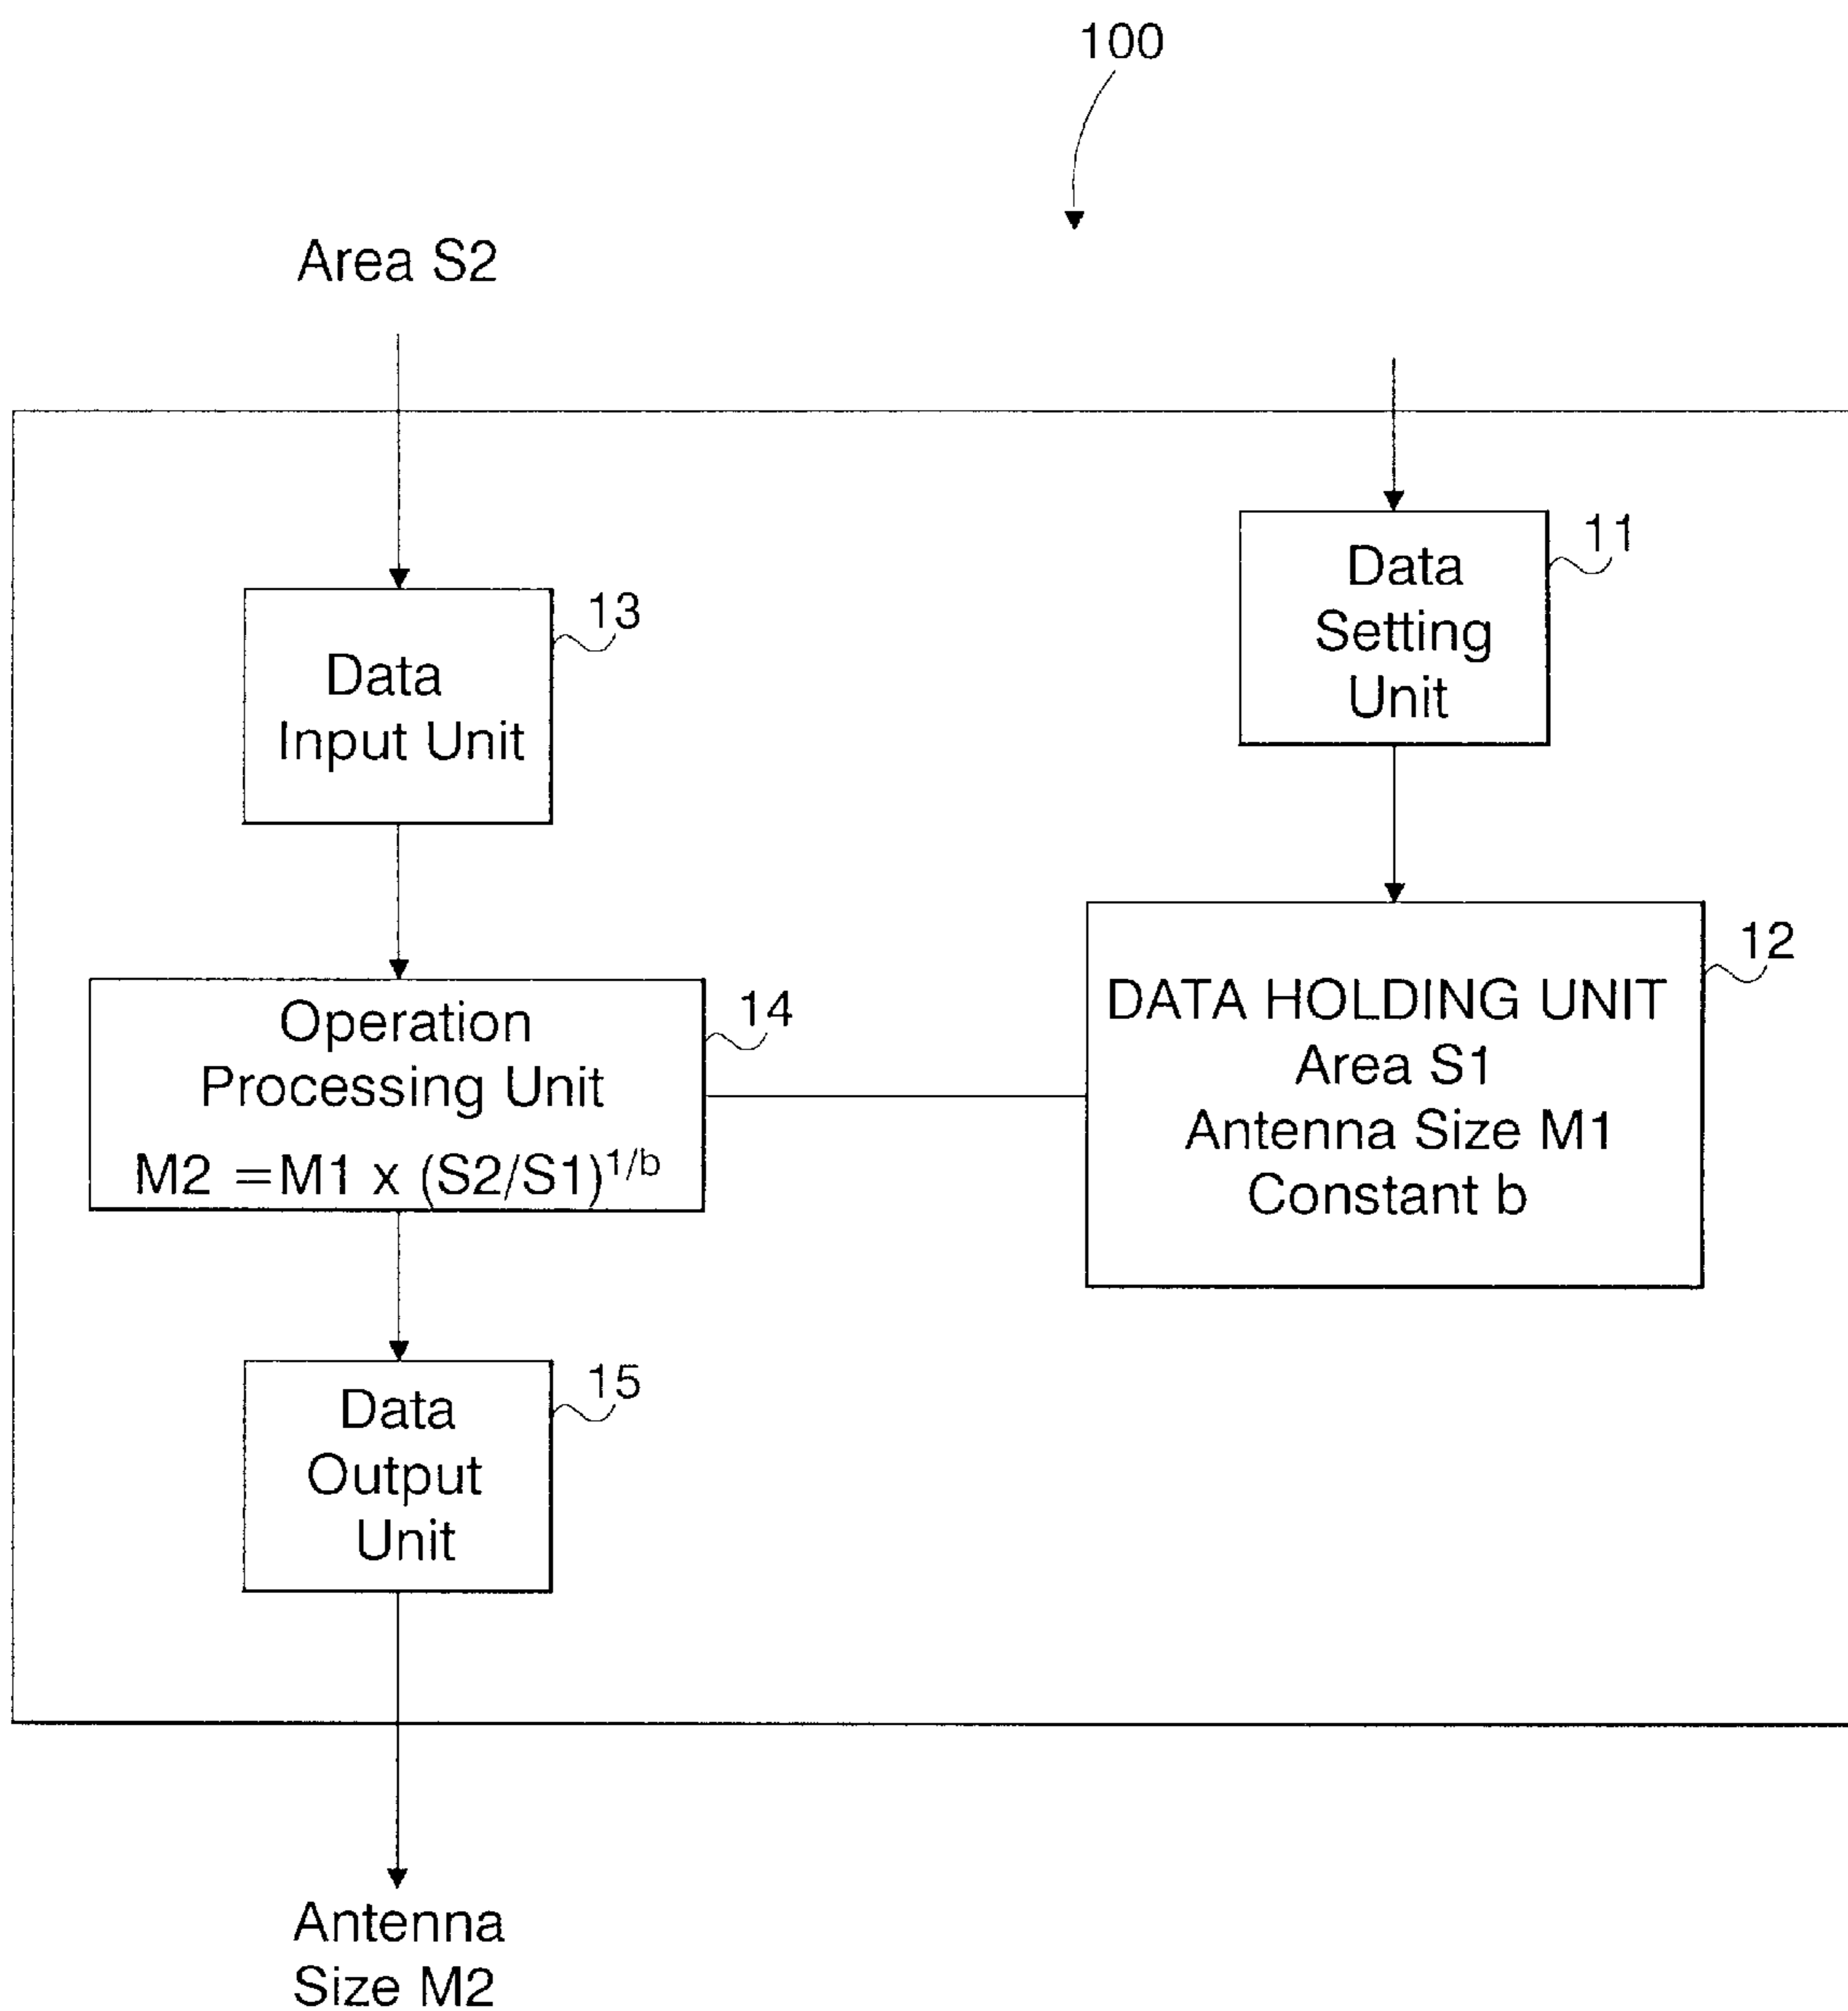 100
Area S2
11
Data
Setting
Unit
13
Data
Input Unit
12
DATA HOLDING UNIT
Area S1
Antenna Size M1
Constant b
14
Operation
Processing Unit
M2 =M1 x (S2/S1)^1/b
15
Data
Output
Unit
Antenna
Size M2